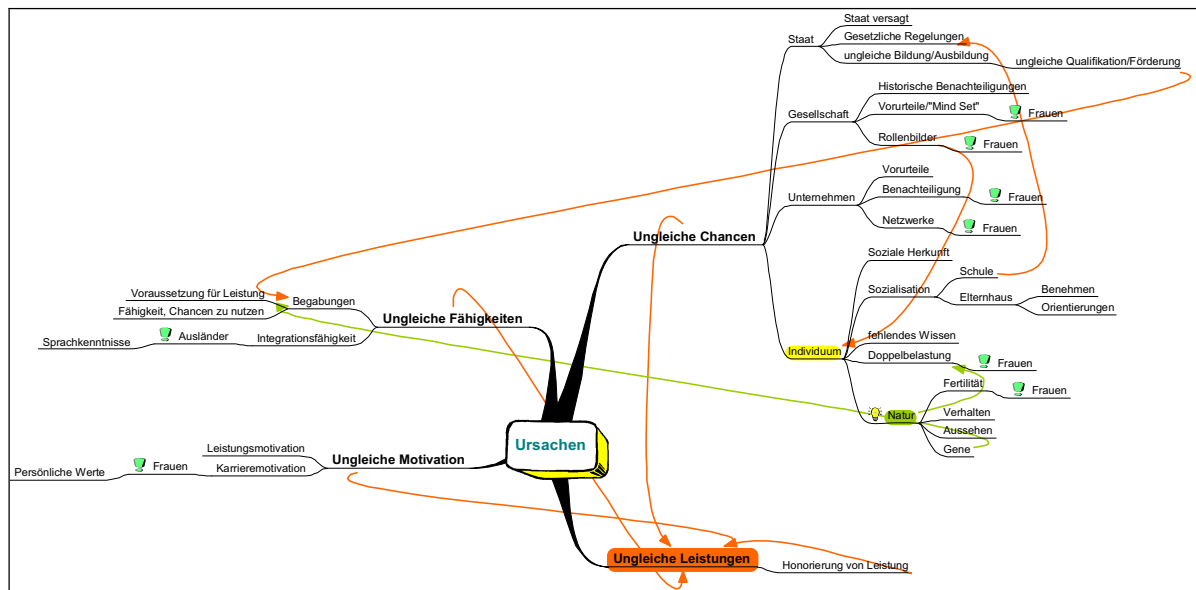 Ursachen
Ungleiche Chancen
Staat
Staat versagt
Gesetzliche Regelungen
ungleiche Bildung/Ausbildung
ungleiche Qualifikation/Förderung
Gesellschaft
Historische Benachteiligungen
Vorurteile/"Mind Set"
Frauen
Rollenbilder
Frauen
Unternehmen
Vorurteile
Benachteiligung
Frauen
Netzwerke
Frauen
Individuum
Soziale Herkunft
Sozialisation
Schule
Elternhaus
Benehmen
Orientierungen
fehlendes Wissen
Doppelbelastung
Frauen
Natur
Fertilität
Frauen
Verhalten
Aussehen
Gene
Ungleiche Leistungen
Honorierung von Leistung
Ungleiche Fähigkeiten
Begabungen
Voraussetzung für Leistung
Fähigkeit, Chancen zu nutzen
Integrationsfähigkeit
Ausländer
Sprachkenntnisse
Ungleiche Motivation
Leistungsmotivation
Karrieremotivation
Frauen
Persönliche Werte